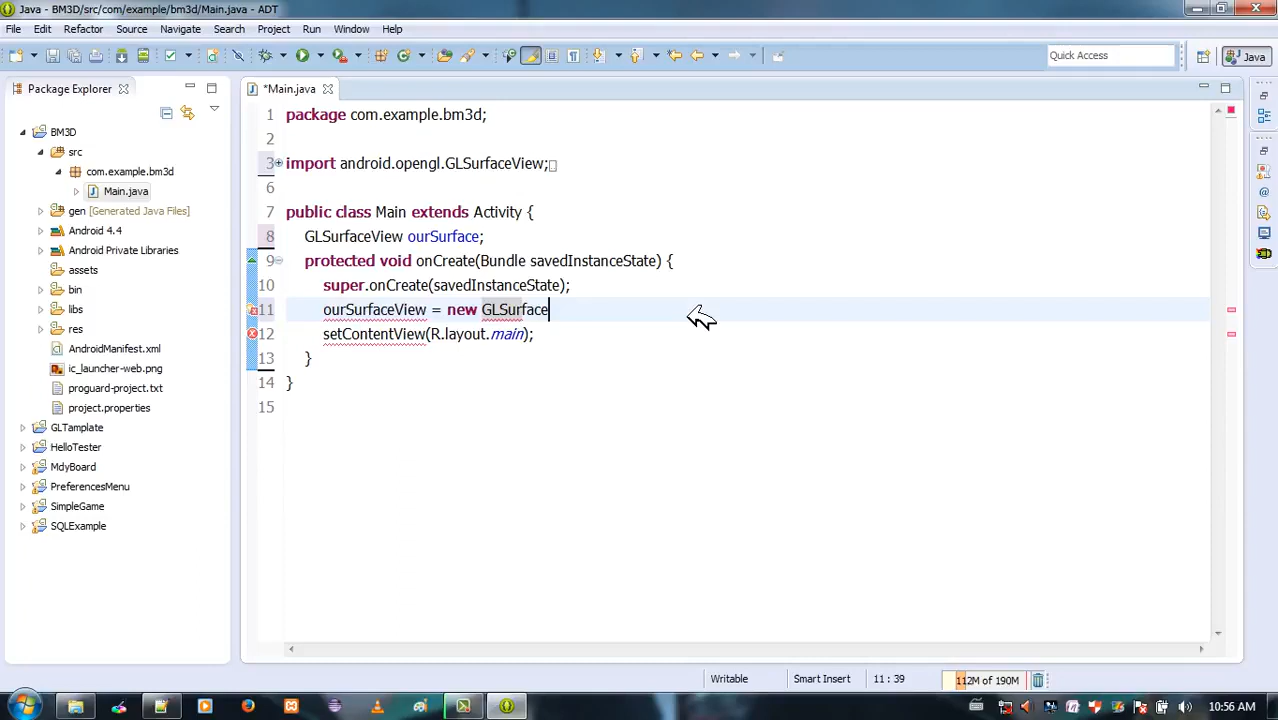 Java - BM3D/src/com/example/bm3d/Main.java - ADT
File Edit Refactor Source Navigate Search Project Run Window Help
Quick Access
Java
Package Explorer
*Main.java
BM3D
src
com.example.bm3d
Main.java
gen [Generated Java Files]
Android 4.4
Android Private Libraries
assets
bin
libs
res
AndroidManifest.xml
ic_launcher-web.png
proguard-project.txt
project.properties
GLTamplate
HelloTester
MdyBoard
PreferencesMenu
SimpleGame
SQLExample
1 package com.example.bm3d;
2
3 import android.opengl.GLSurfaceView;
6
7 public class Main extends Activity {
8 GLSurfaceView ourSurface;
9 protected void onCreate(Bundle savedInstanceState) {
10 super.onCreate(savedInstanceState);
11 ourSurfaceView = new GLSurface
12 setContentView(R.layout.main);
13 }
14 }
15
Writable
Smart Insert
11 : 39
112M of 190M
10:56 AM